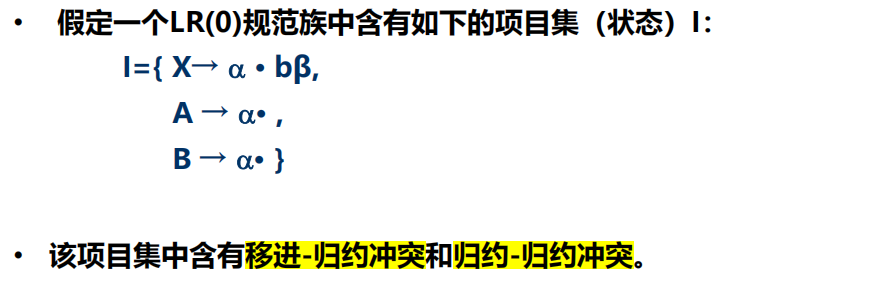 • 假定一个LR(0)规范族中含有如下的项目集（状态）I：
I={ X→ α • bβ,
A → α• ,
B → α• }
• 该项目集中含有移进-归约冲突和归约-归约冲突。